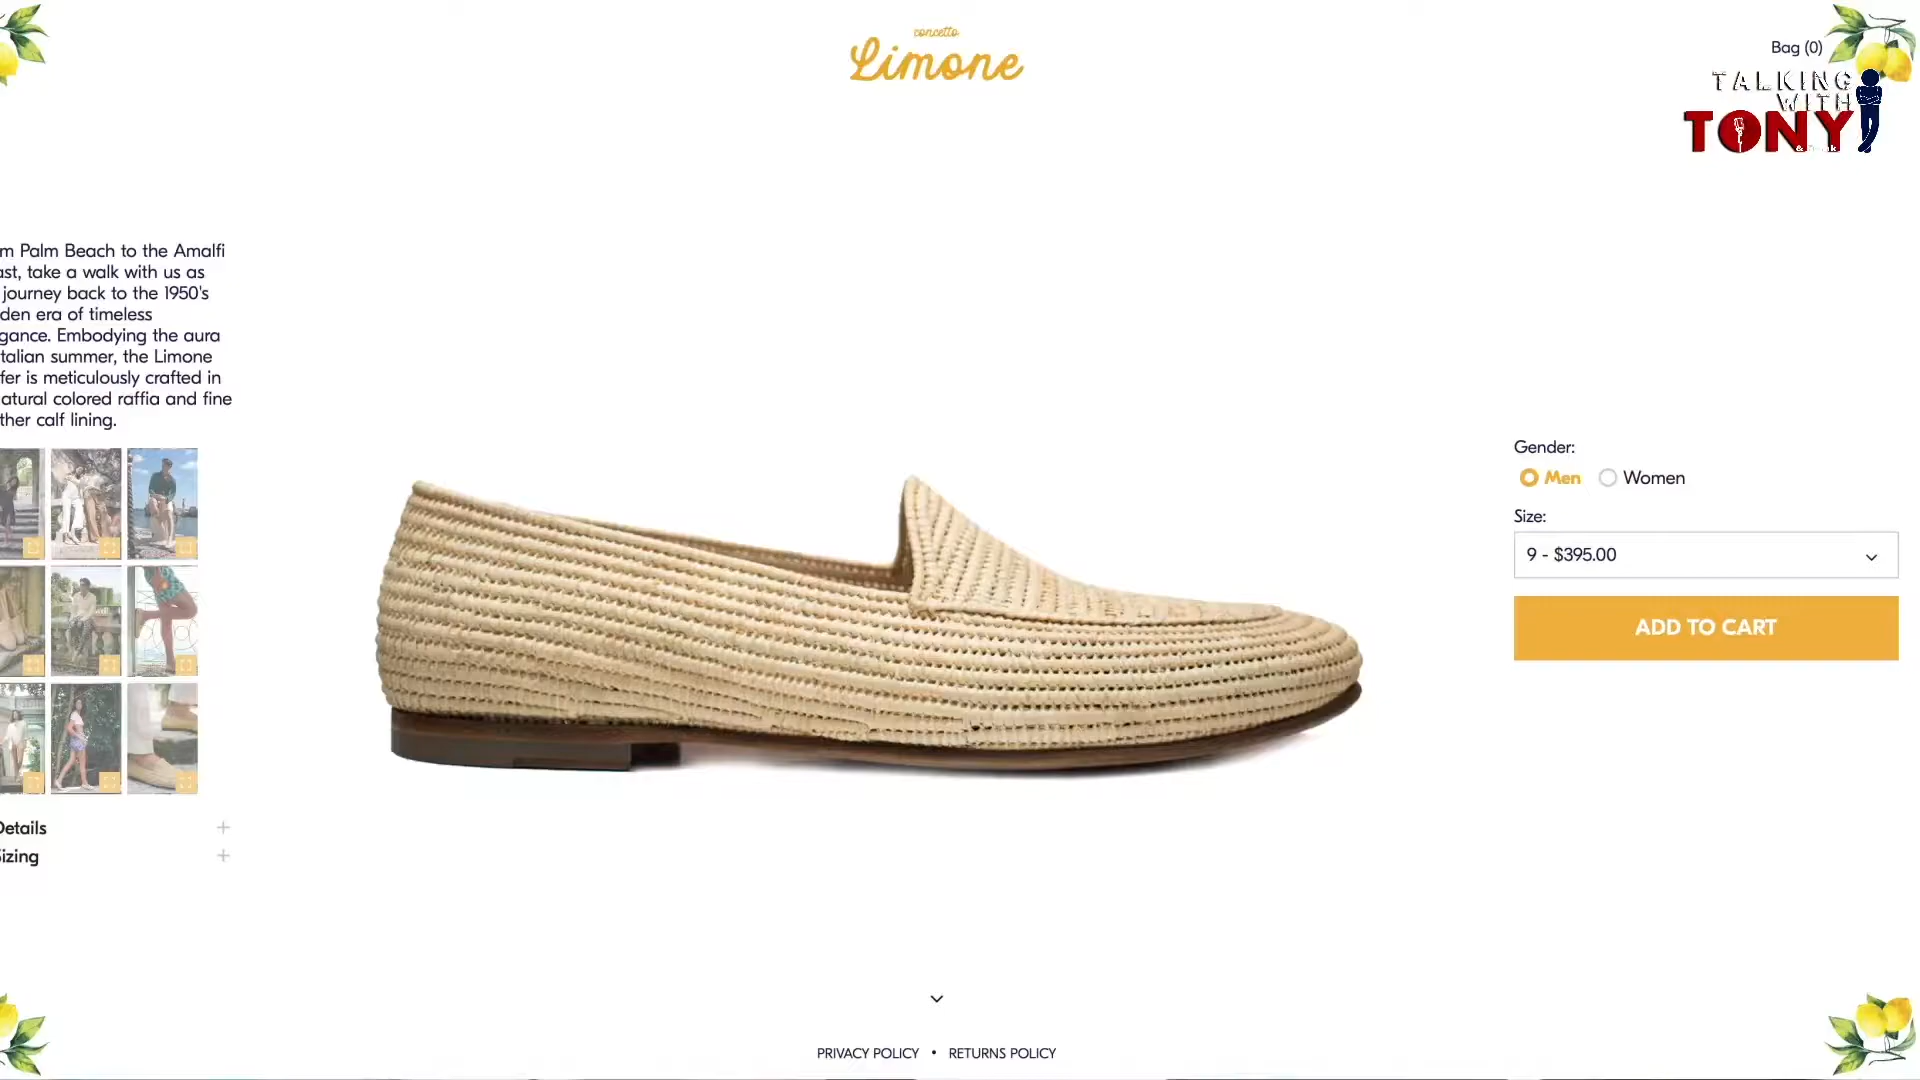 concetto
Limone
Bag (0)
TALKING
WITH
TONY
m Palm Beach to the Amalfi
ast, take a walk with us as
journey back to the 1950's
den era of timeless
gance. Embodying the aura
talian summer, the Limone
fer is meticulously crafted in
atural colored raffia and fine
ther calf lining.
Details
izing
Gender:
Men
Women
Size:
9 - $395.00
ADD TO CART
PRIVACY POLICY • RETURNS POLICY